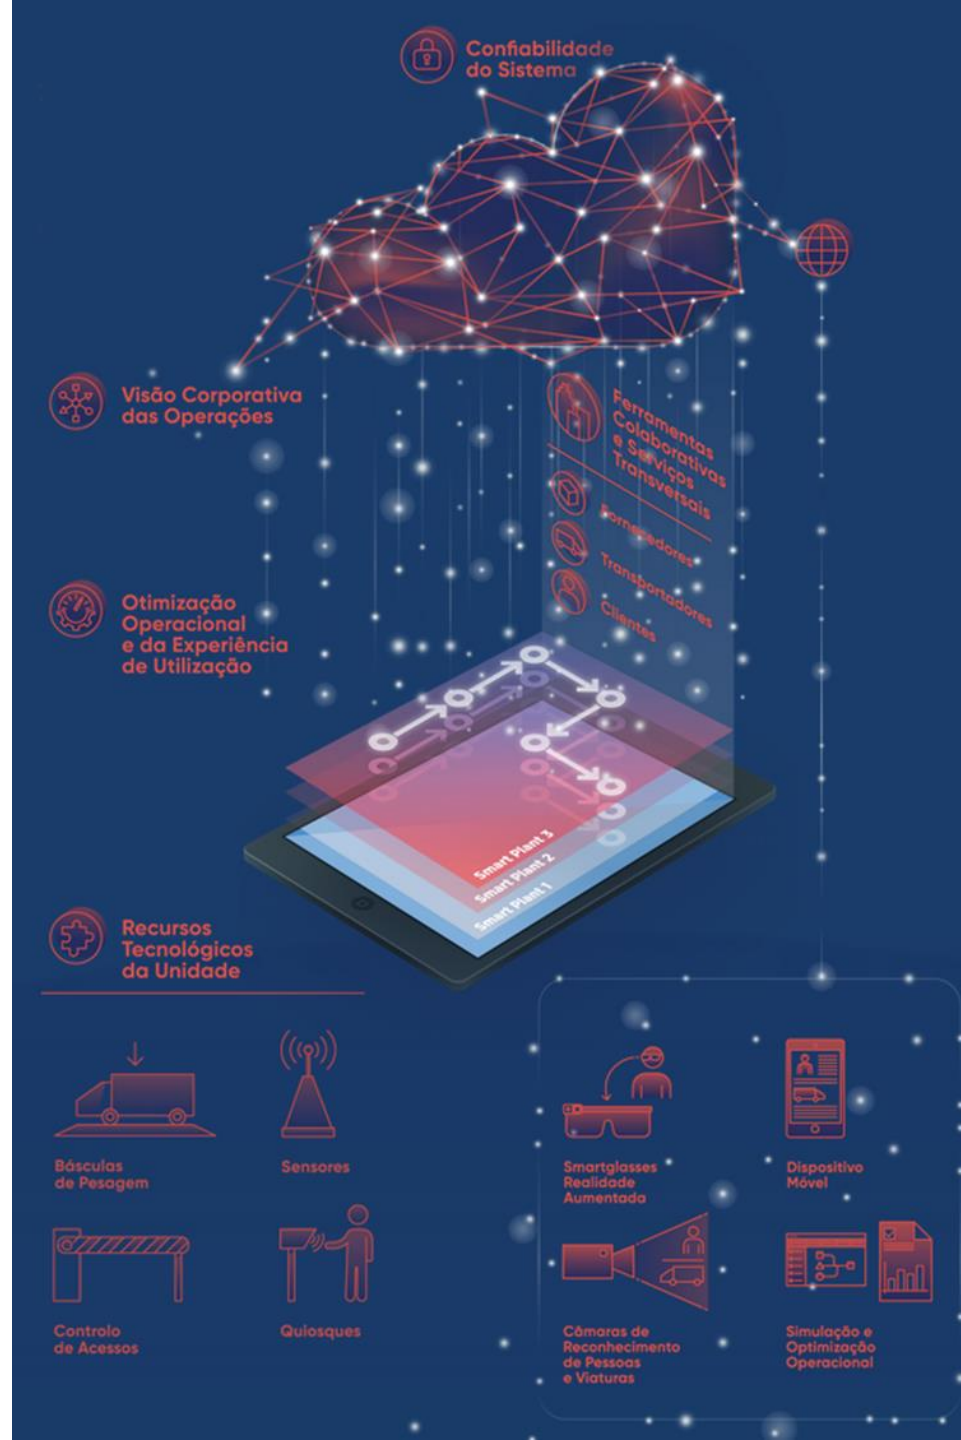 Confiabilidade
do Sistema
Visão Corporativa
das Operações
Ferramentas
Colaborativas
e Serviços
Transversais
Fornecedores
Transportadores
Clientes
Otimização
Operacional
e da Experiência
de Utilização
Smart Plant 3
Smart Plant 2
Smart Plant 1
Recursos
Tecnológicos
da Unidade
Básculas
de Pesagem
Sensores
Smartglasses
Realidade
Aumentada
Dispositivo
Móvel
Controlo
de Acessos
Quiosques
Câmaras de
Reconhecimento
de Pessoas
e Viaturas
Simulação e
Optimização
Operacional